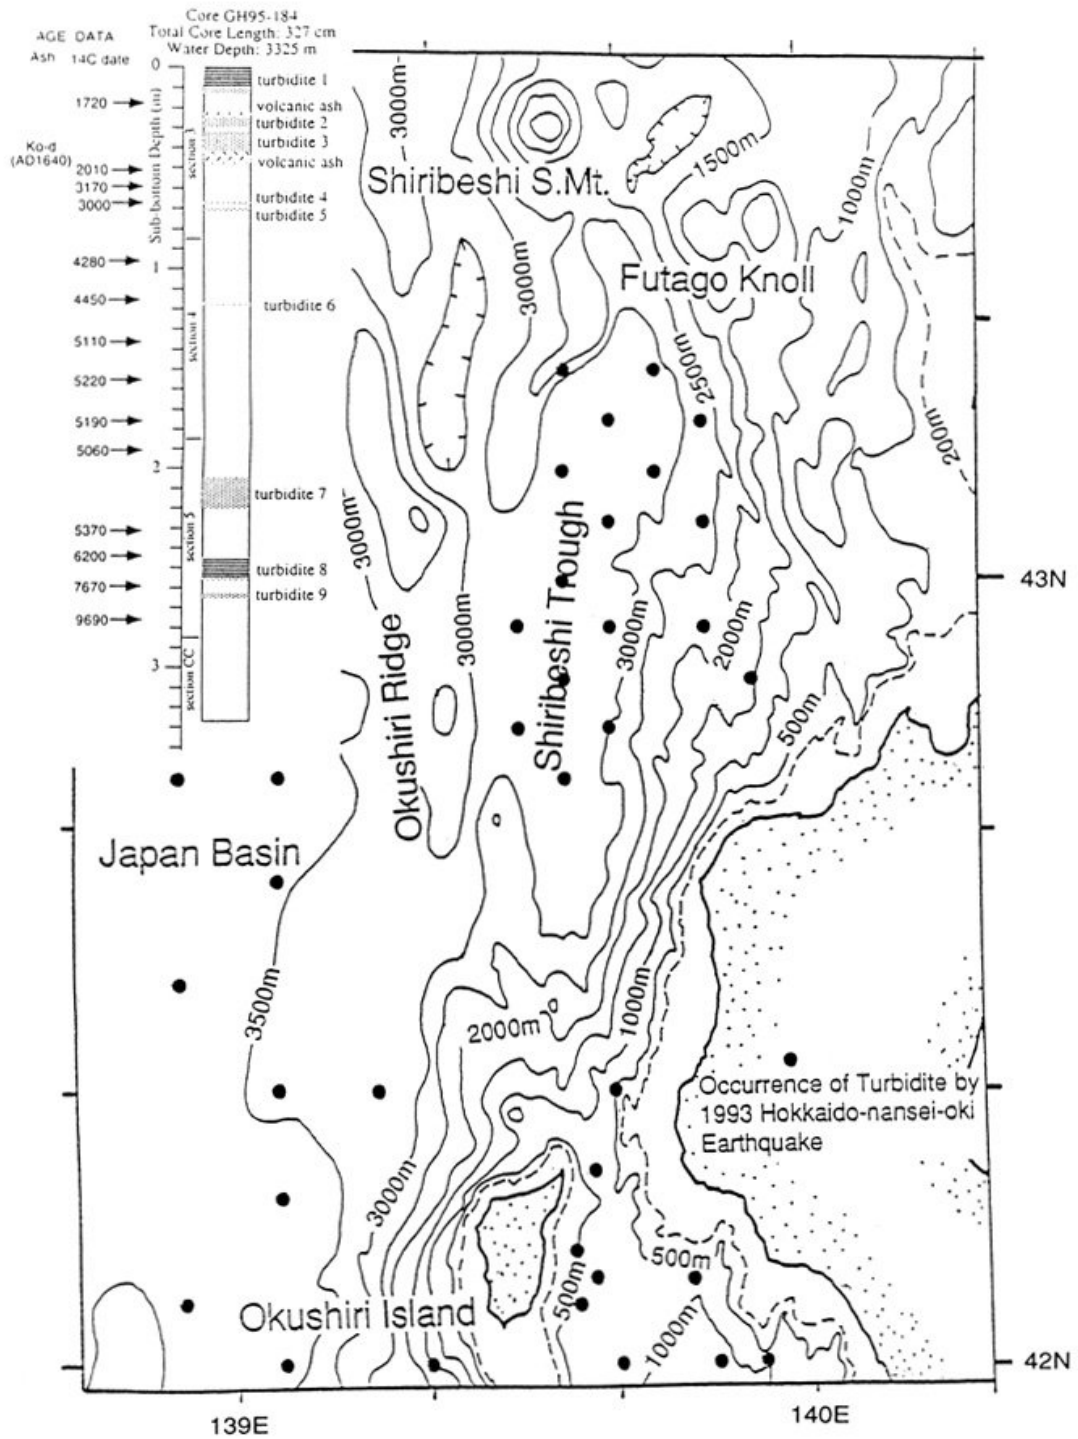 Core GH95-184
Total Core Length: 327 cm
Water Depth: 3325 m
AGE DATA
Ash 14C date
Sub-bottom Depth (m)
0
1
2
3
section 3
section 4
section 5
section CC
1720
Ko-d
(AD1640)
2010
3170
3000
4280
4450
5110
5220
5190
5060
5370
6200
7670
9690
turbidite 1
volcanic ash
turbidite 2
turbidite 3
volcanic ash
turbidite 4
turbidite 5
turbidite 6
turbidite 7
turbidite 8
turbidite 9
3000m
Shiribeshi S.Mt.
1500m
1000m
3000m
Futago Knoll
2500m
200m
3000m
Okushiri Ridge
3000m
Shiribeshi Trough
3000m
2000m
500m
43N
Japan Basin
3500m
2000m
1000m
Occurrence of Turbidite by
1993 Hokkaido-nansei-oki
Earthquake
3000m
500m
500m
1000m
Okushiri Island
42N
139E
140E